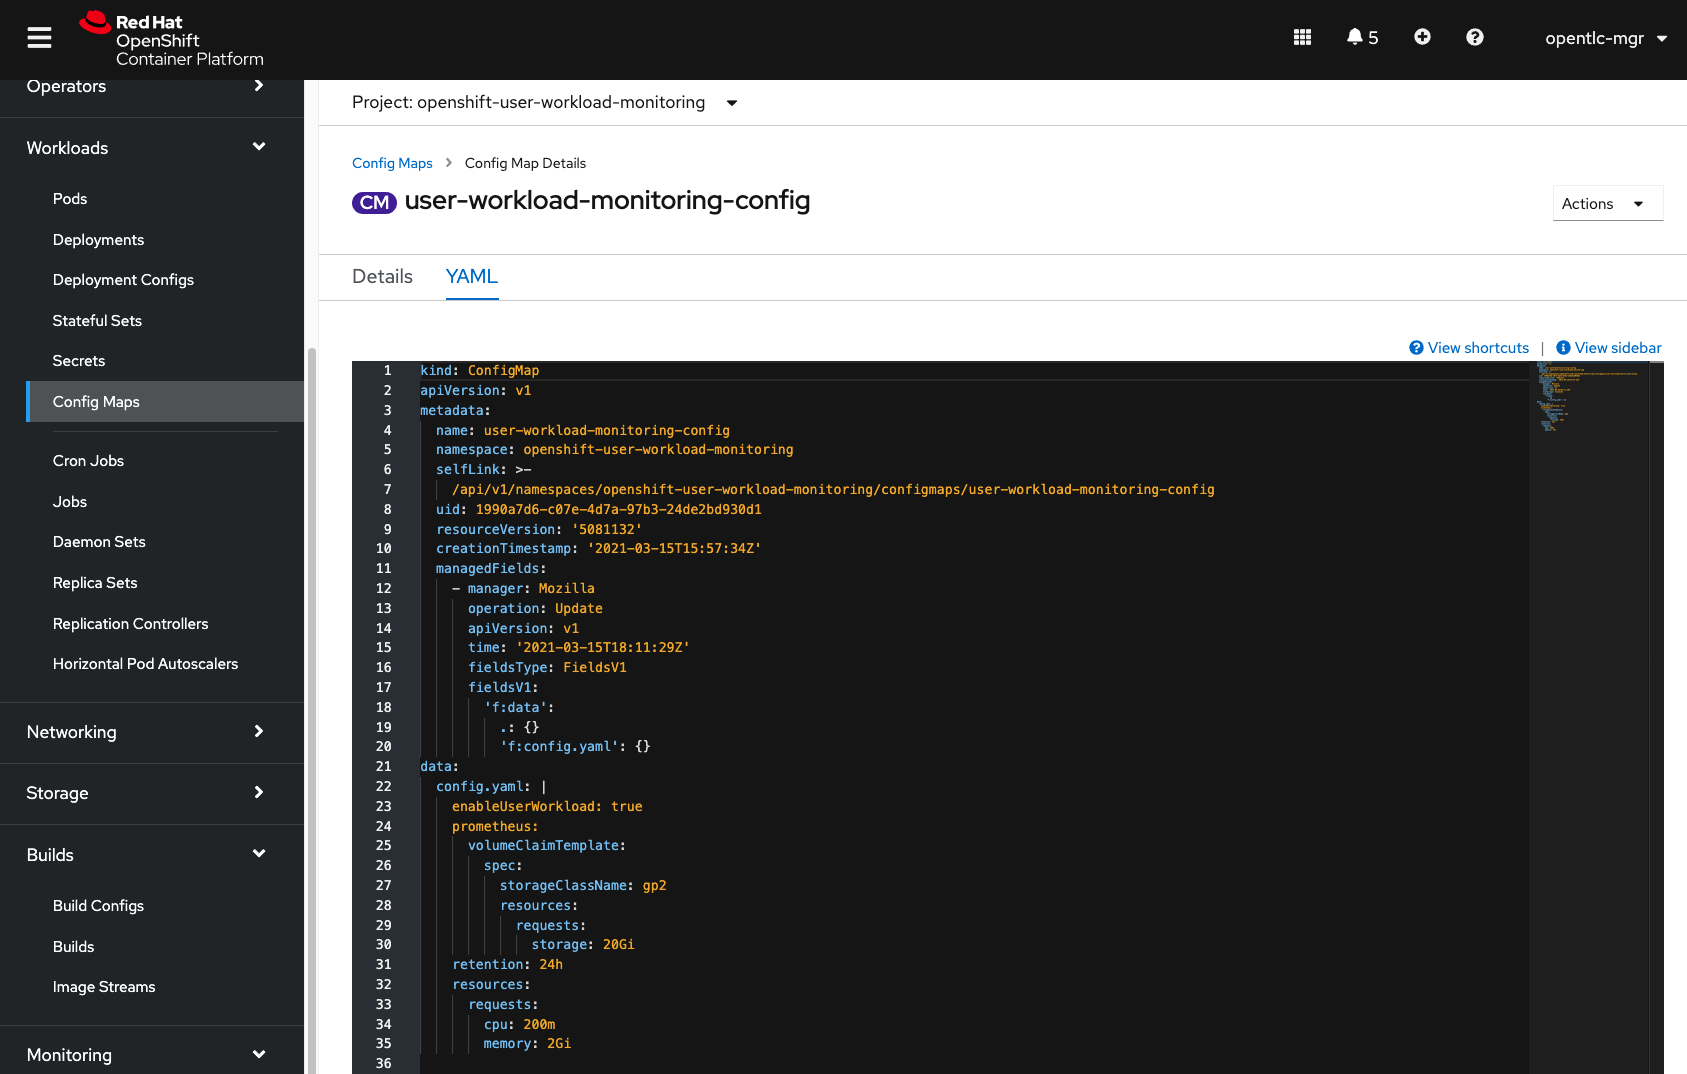 Red Hat
OpenShift
Container Platform
5
opentlc-mgr
Operators
Workloads
Pods
Deployments
Deployment Configs
Stateful Sets
Secrets
Config Maps
Cron Jobs
Jobs
Daemon Sets
Replica Sets
Replication Controllers
Horizontal Pod Autoscalers
Networking
Storage
Builds
Build Configs
Builds
Image Streams
Monitoring
Project: openshift-user-workload-monitoring
Config Maps > Config Map Details
CM user-workload-monitoring-config
Actions
Details YAML
View shortcuts | View sidebar
1 kind: ConfigMap
2 apiVersion: v1
3 metadata:
4 name: user-workload-monitoring-config
5 namespace: openshift-user-workload-monitoring
6 selfLink: >-
7 /api/v1/namespaces/openshift-user-workload-monitoring/configmaps/user-workload-monitoring-config
8 uid: 1990a7d6-c07e-4d7a-97b3-24de2bd930d1
9 resourceVersion: '5081132'
10 creationTimestamp: '2021-03-15T15:57:34Z'
11 managedFields:
12 - manager: Mozilla
13 operation: Update
14 apiVersion: v1
15 time: '2021-03-15T18:11:29Z'
16 fieldsType: FieldsV1
17 fieldsV1:
18 'f:data':
19 .: {}
20 'f:config.yaml': {}
21 data:
22 config.yaml: |
23 enableUserWorkload: true
24 prometheus:
25 volumeClaimTemplate:
26 spec:
27 storageClassName: gp2
28 resources:
29 requests:
30 storage: 20Gi
31 retention: 24h
32 resources:
33 requests:
34 cpu: 200m
35 memory: 2Gi
36